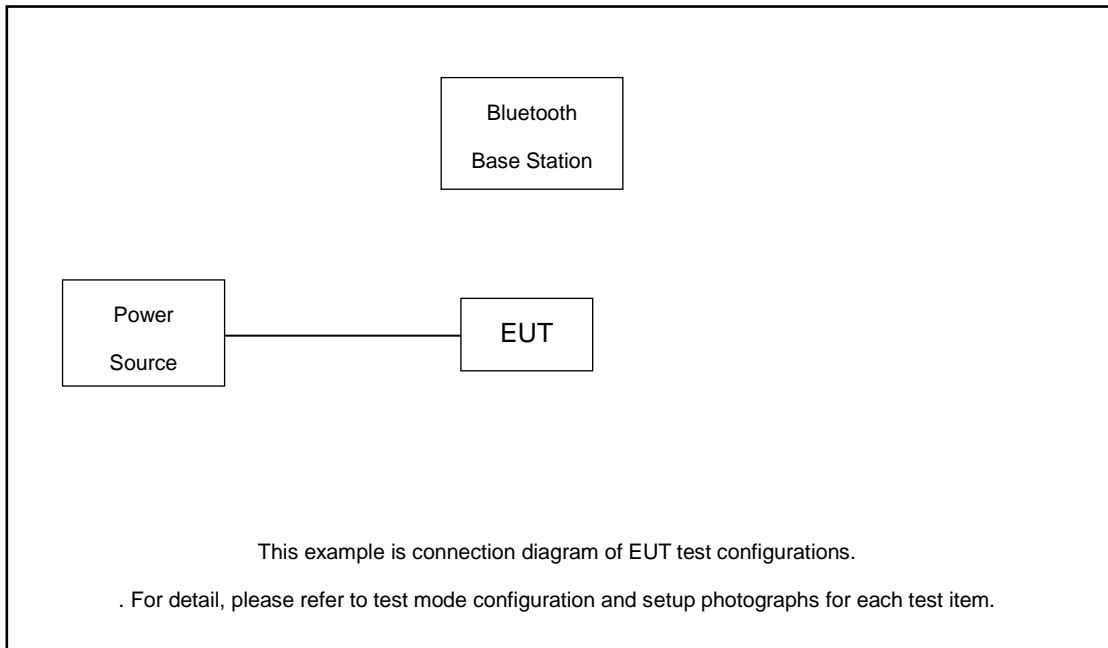 Bluetooth
Base Station
Power
Source
EUT
This example is connection diagram of EUT test configurations.
. For detail, please refer to test mode configuration and setup photographs for each test item.